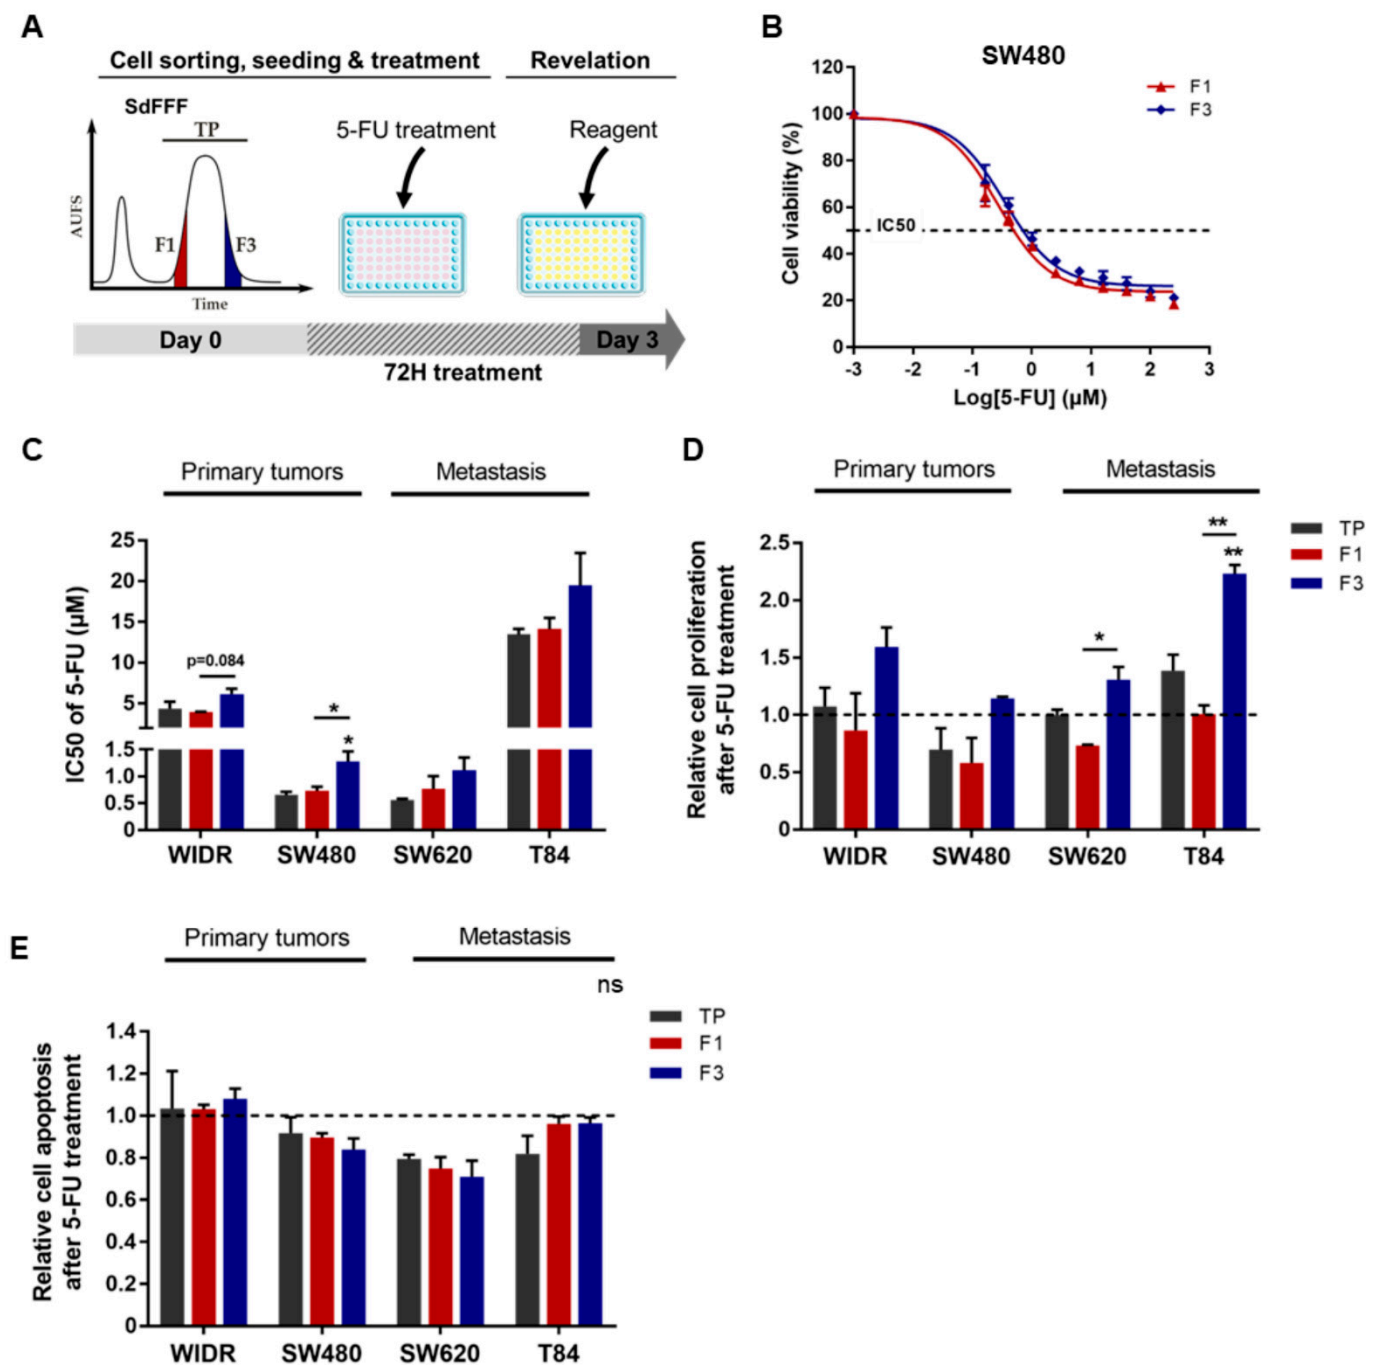 A
Cell sorting, seeding & treatment
Revelation
SdFFF
TP
5-FU treatment
Reagent
AUFS
F1
F3
Time
Day 0
Day 3
72H treatment
B
SW480
F1
F3
120
100
80
60
40
20
0
IC50
Cell viability (%)
-3 -2 -1 0 1 2 3
Log[5-FU] (µM)
C
Primary tumors
Metastasis
25
20
15
10
5
1.5
1.0
0.5
0
IC50 of 5-FU (µM)
p=0.084
*
*
WIDR SW480 SW620 T84
D
Primary tumors
Metastasis
TP
F1
F3
2.5
2.0
1.5
1.0
0.5
0
Relative cell proliferation
after 5-FU treatment
*
**
**
WIDR SW480 SW620 T84
E
Primary tumors
Metastasis
ns
TP
F1
F3
1.4
1.2
1.0
0.8
0.6
0.4
0.2
0
Relative cell apoptosis
after 5-FU treatment
WIDR SW480 SW620 T84